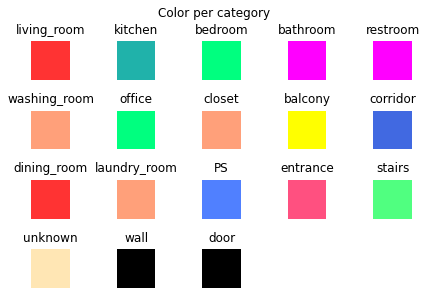 Color per category
living_room kitchen bedroom bathroom restroom
washing_room office closet balcony corridor
dining_room laundry_room PS entrance stairs
unknown wall door